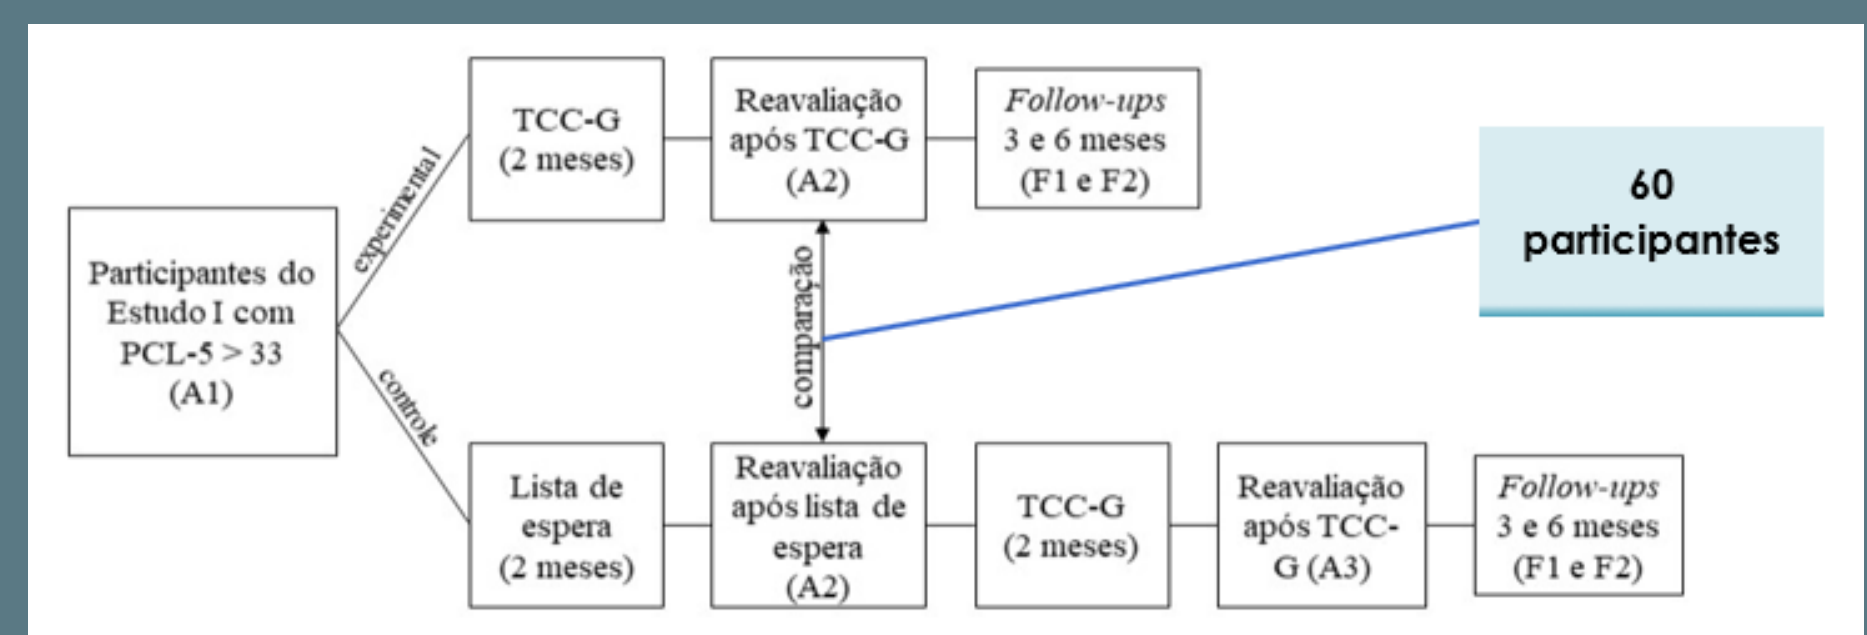 Participantes do
Estudo I com
PCL-5 > 33
(A1)
experimental
controle
TCC-G
(2 meses)
Reavaliação
após TCC-G
(A2)
Follow-ups
3 e 6 meses
(F1 e F2)
comparação
60
participantes
Lista de
espera
(2 meses)
Reavaliação
após lista de
espera
(A2)
TCC-G
(2 meses)
Reavaliação
após TCC-
G (A3)
Follow-ups
3 e 6 meses
(F1 e F2)